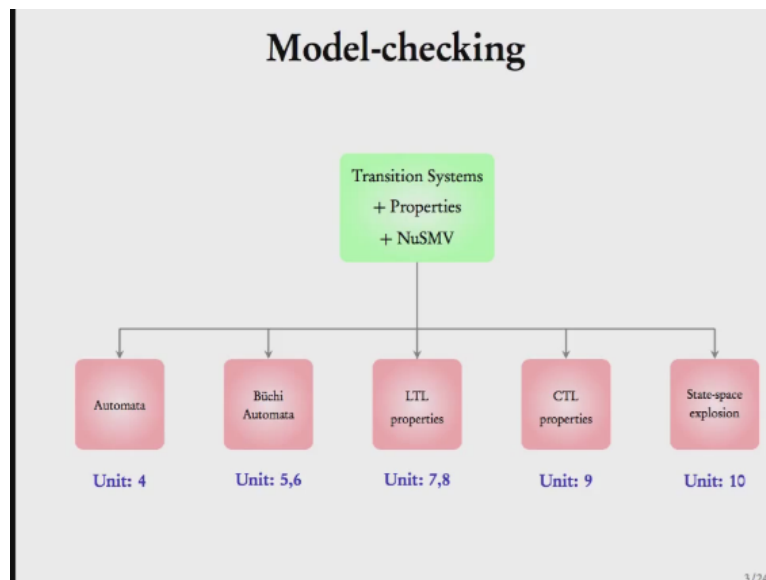 Model-checking
Transition Systems
+ Properties
+ NuSMV
Automata
Büchi
Automata
LTL
properties
CTL
properties
State-space
explosion
Unit: 4
Unit: 5,6
Unit: 7,8
Unit: 9
Unit: 10